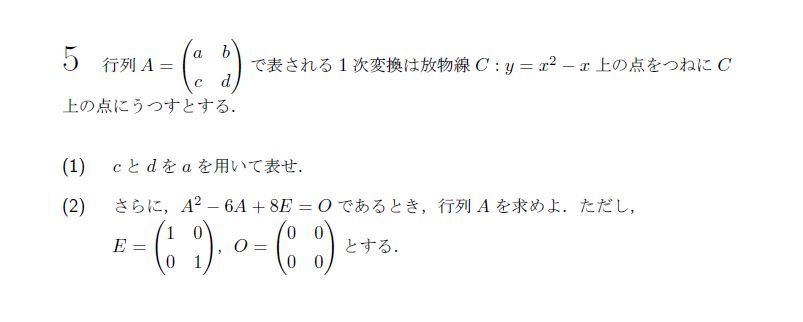 5 行列 A = \begin{pmatrix} a & b \\ c & d \end{pmatrix} で表される 1 次変換は放物線 C : y = x^2 − x 上の点をつねに C
上の点にうつすとする.
(1) c と d を a を用いて表せ.
(2) さらに, A^2 − 6A + 8E = O であるとき, 行列 A を求めよ. ただし,
E = \begin{pmatrix} 1 & 0 \\ 0 & 1 \end{pmatrix}, O = \begin{pmatrix} 0 & 0 \\ 0 & 0 \end{pmatrix} とする.